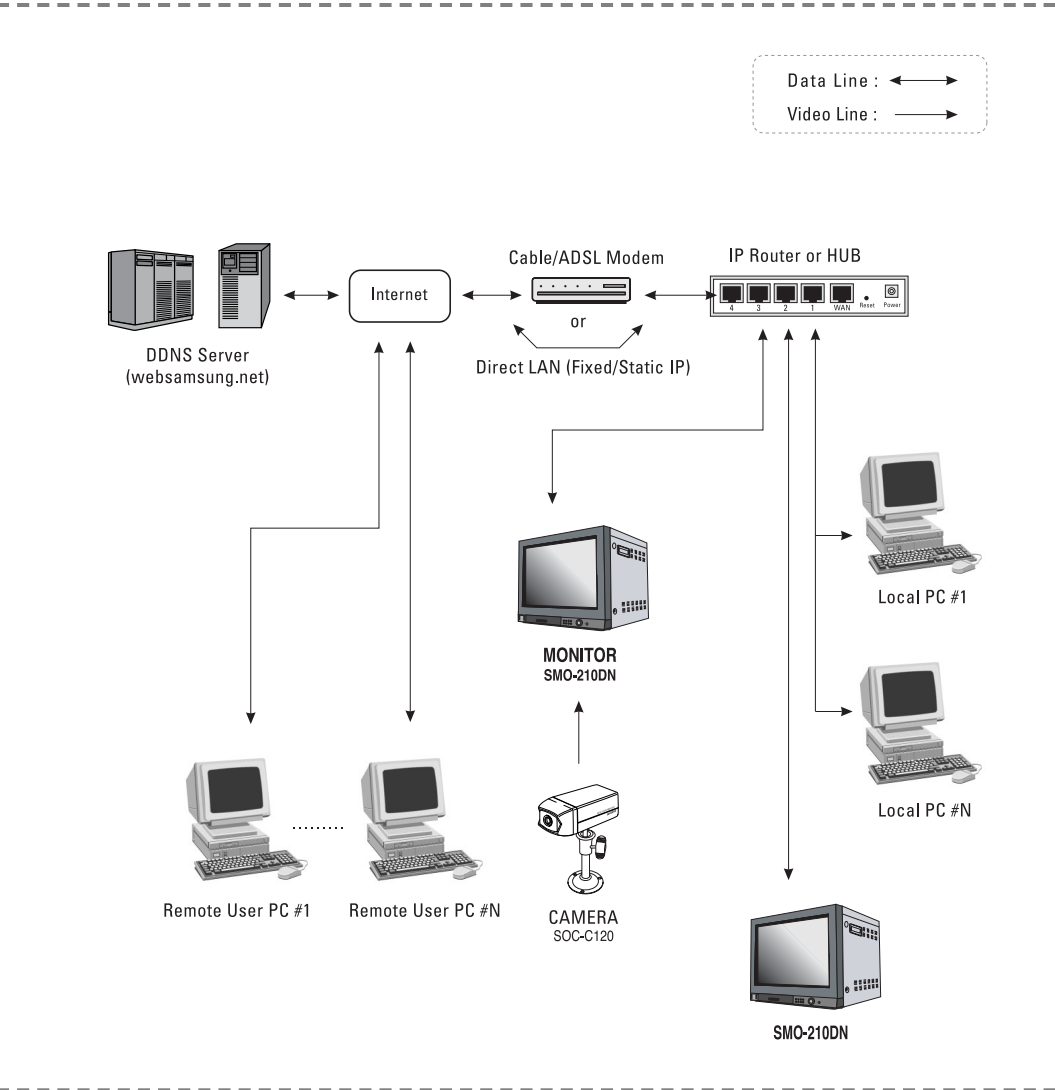 Data Line :
Video Line :
Cable/ADSL Modem
IP Router or HUB
Internet
4 3 2 1 WAN Reset Power
or
DDNS Server
(websamsung.net)
Direct LAN (Fixed/Static IP)
Local PC #1
MONITOR
SMO-210DN
Local PC #N
Remote User PC #1
Remote User PC #N
CAMERA
SOC-C120
SMO-210DN